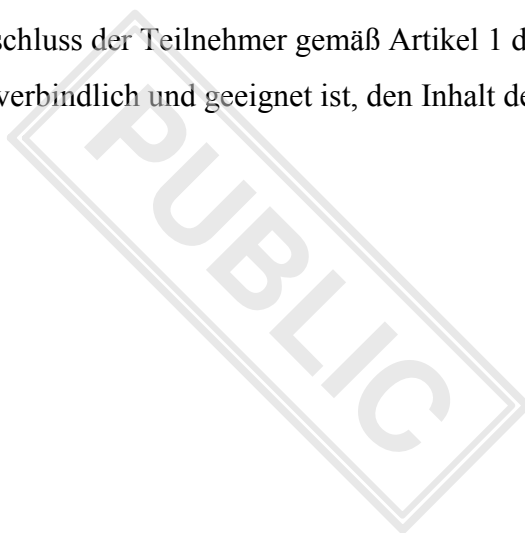 schluss der Teilnehmer gemäß Artikel 1 d
verbindlich und geeignet ist, den Inhalt de
PUBLIC